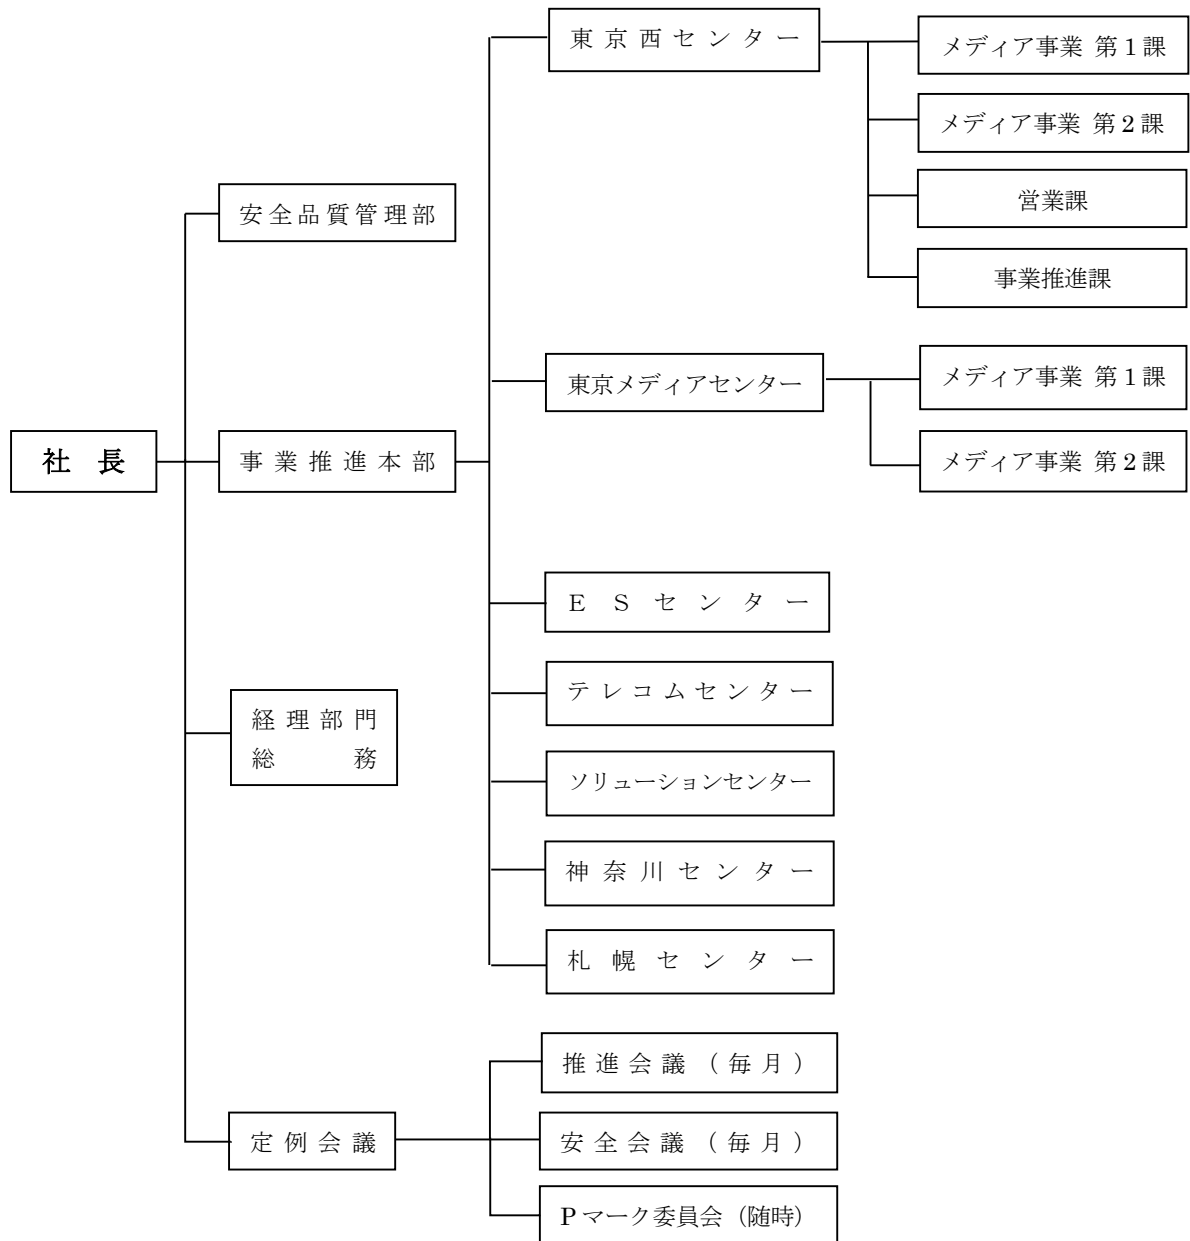 社長
安全品質管理部
事業推進本部
経理部門
総務
定例会議
東京西センター
メディア事業 第1課
メディア事業 第2課
営業課
事業推進課
東京メディアセンター
メディア事業 第1課
メディア事業 第2課
ESセンター
テレコムセンター
ソリューションセンター
神奈川センター
札幌センター
推進会議(毎月)
安全会議(毎月)
Pマーク委員会(随時)